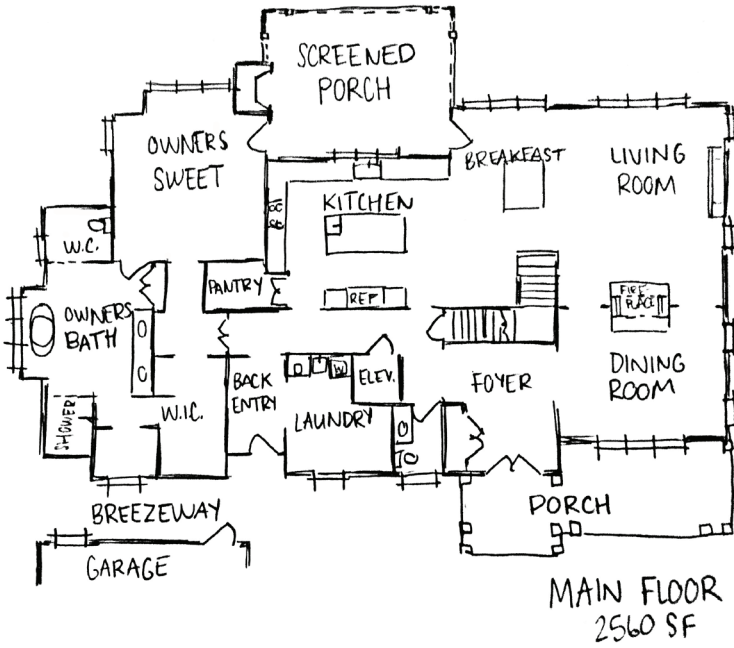 SCREENED
PORCH
OWNERS
SWEET
BREAKFAST
LIVING
ROOM
KITCHEN
W.C.
PANTRY
REF
FIRE-
PLACE
OWNERS
BATH
BACK
ENTRY
ELEV.
W
FOYER
DINING
ROOM
SHOWER
W.I.C.
LAUNDRY
BREEZEWAY
PORCH
GARAGE
MAIN FLOOR
2560 SF